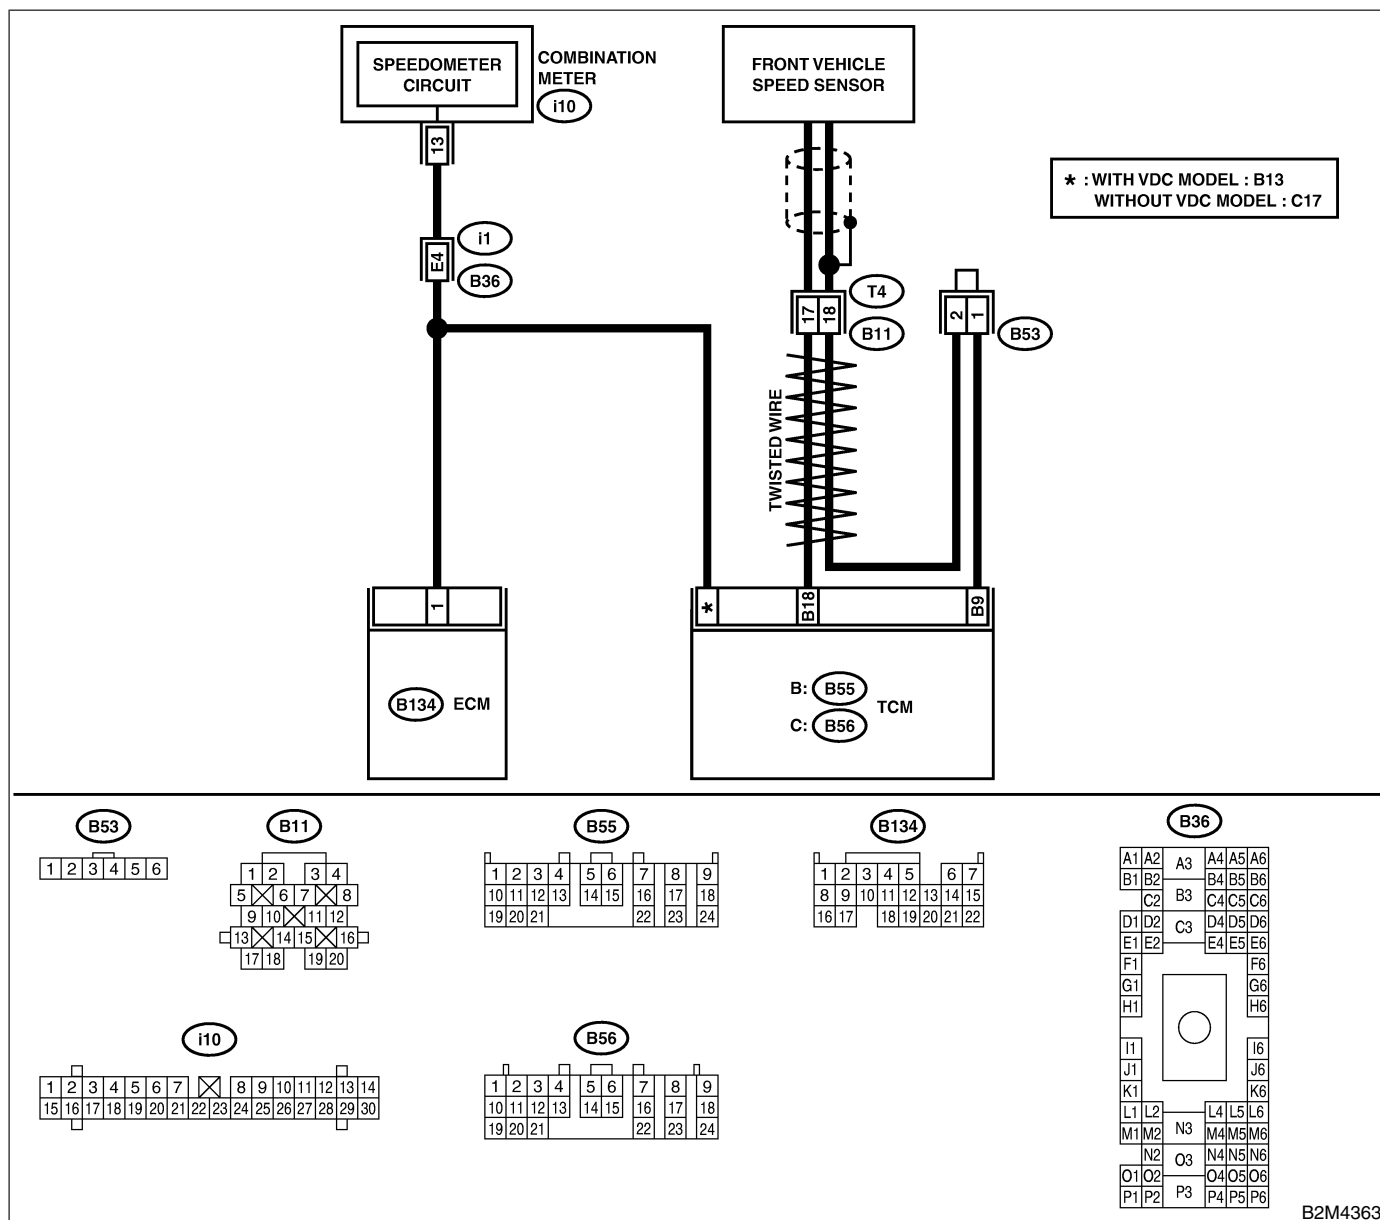 SPEEDOMETER
CIRCUIT
COMBINATION
METER
i10
FRONT VEHICLE
SPEED SENSOR
13
* : WITH VDC MODEL : B13
WITHOUT VDC MODEL : C17
E4
i1
B36
17 18
T4
B11
2 1
B53
TWISTED WIRE
1
* B18 B9
B134 ECM
B: B55
C: B56
TCM
B53
1 2 3 4 5 6
B11
1 2 3 4
5 6 7 8
9 10 11 12
13 14 15 16
17 18 19 20
B55
1 2 3 4 5 6 7 8 9
10 11 12 13 14 15 16 17 18
19 20 21 22 23 24
B134
1 2 3 4 5 6 7
8 9 10 11 12 13 14 15
16 17 18 19 20 21 22
B36
A1 A2 A3 A4 A5 A6
B1 B2 B3 B4 B5 B6
C2 C3 C4 C5 C6
D1 D2 D4 D5 D6
E1 E2 E4 E5 E6
F1 F6
G1 G6
H1 H6
I1 I6
J1 J6
K1 K6
L1 L2 L4 L5 L6
M1 M2 N3 M4 M5 M6
N2 O3 N4 N5 N6
O1 O2 O4 O5 O6
P1 P2 P3 P4 P5 P6
i10
1 2 3 4 5 6 7 8 9 10 11 12 13 14
15 16 17 18 19 20 21 22 23 24 25 26 27 28 29 30
B56
1 2 3 4 5 6 7 8 9
10 11 12 13 14 15 16 17 18
19 20 21 22 23 24
B2M4363